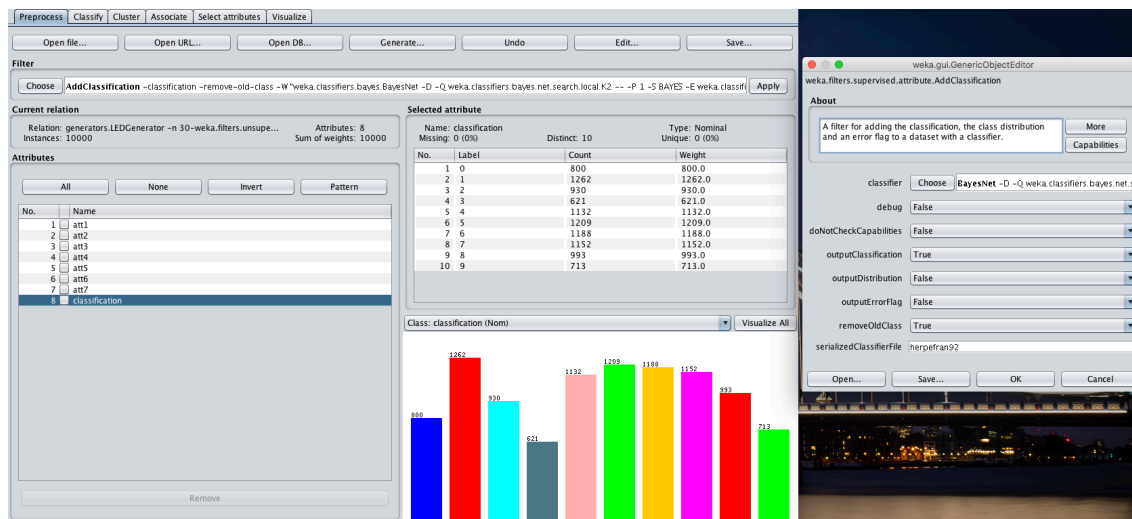 Preprocess Classify Cluster Associate Select attributes Visualize
Open file... Open URL... Open DB... Generate... Undo Edit... Save...
Filter
Choose AddClassification -classification -remove-old-class -W "weka.classifiers.bayes.BayesNet -D -Q weka.classifiers.bayes.net.search.local.K2 -- -P 1 -S BAYES -E weka.classifi Apply
Current relation
Relation: generators.LEDGenerator -n 30-weka.filters.unsupe... Attributes: 8
Instances: 10000 Sum of weights: 10000
Attributes
All None Invert Pattern
No. Name
1 att1
2 att2
3 att3
4 att4
5 att5
6 att6
7 att7
8 classification
Remove
Selected attribute
Name: classification Type: Nominal
Missing: 0 (0%) Distinct: 10 Unique: 0 (0%)
No. Label Count Weight
1 0 800 800.0
2 1 1262 1262.0
3 2 930 930.0
4 3 621 621.0
5 4 1132 1132.0
6 5 1209 1209.0
7 6 1188 1188.0
8 7 1152 1152.0
9 8 993 993.0
10 9 713 713.0
Class: classification (Nom) Visualize All
800 1262 930 621 1132 1209 1188 1152 993 713
weka.gui.GenericObjectEditor
weka.filters.supervised.attribute.AddClassification
About
A filter for adding the classification, the class distribution
and an error flag to a dataset with a classifier.
More
Capabilities
classifier Choose BayesNet -D -Q weka.classifiers.bayes.net.s
debug False
doNotCheckCapabilities False
outputClassification True
outputDistribution False
outputErrorFlag False
removeOldClass True
serializedClassifierFile herpefran92
Open... Save... OK Cancel